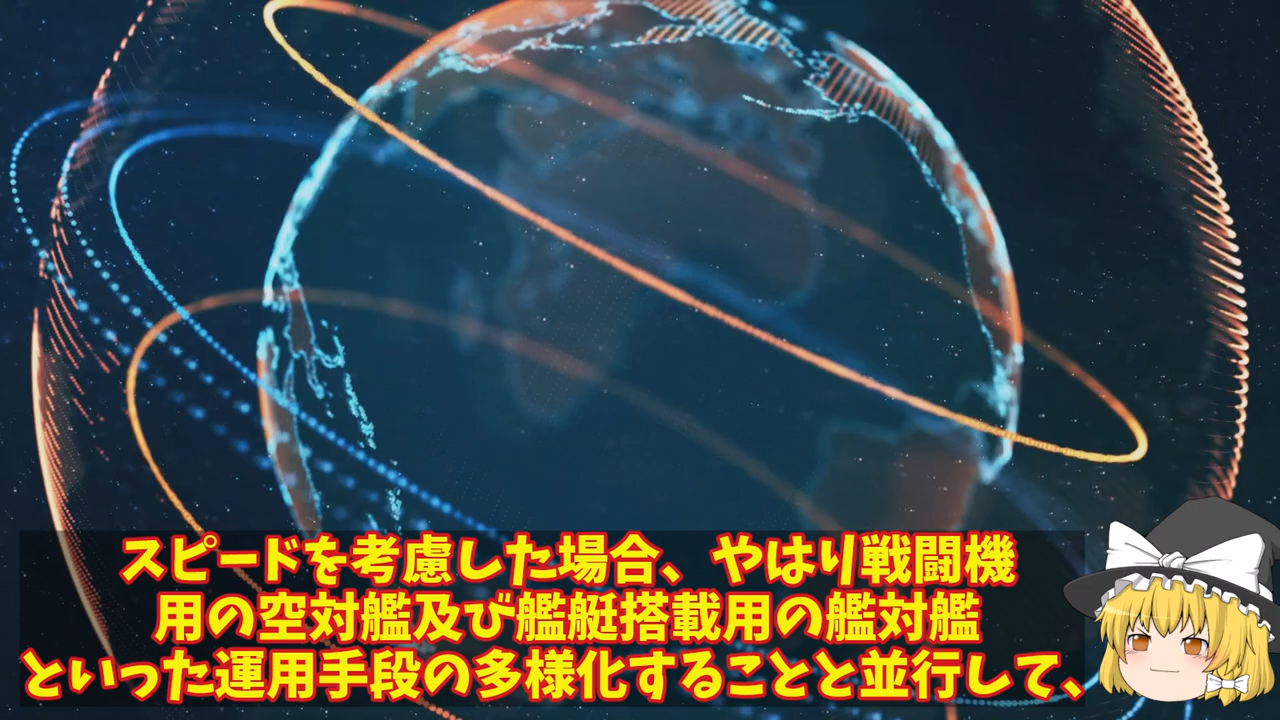 スピードを考慮した場合、やはり戦闘機
用の空対艦及び艦艇搭載用の艦対艦
といった運用手段の多様化することと並行して、